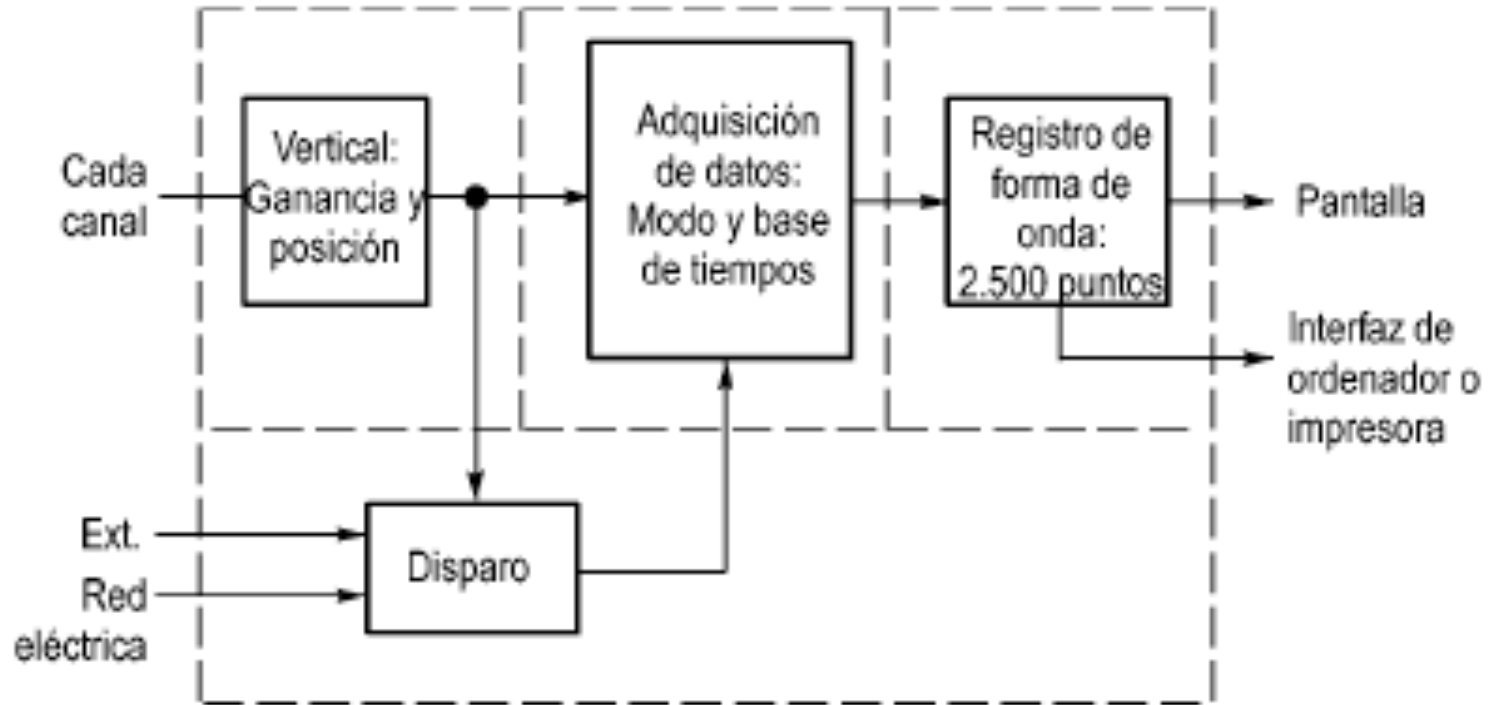 Cada
canal
Vertical:
Ganancia y
posición
Adquisición
de datos:
Modo y base
de tiempos
Registro de
forma de
onda:
2.500 puntos
Pantalla
Interfaz de
ordenador o
impresora
Ext.
Red
eléctrica
Disparo